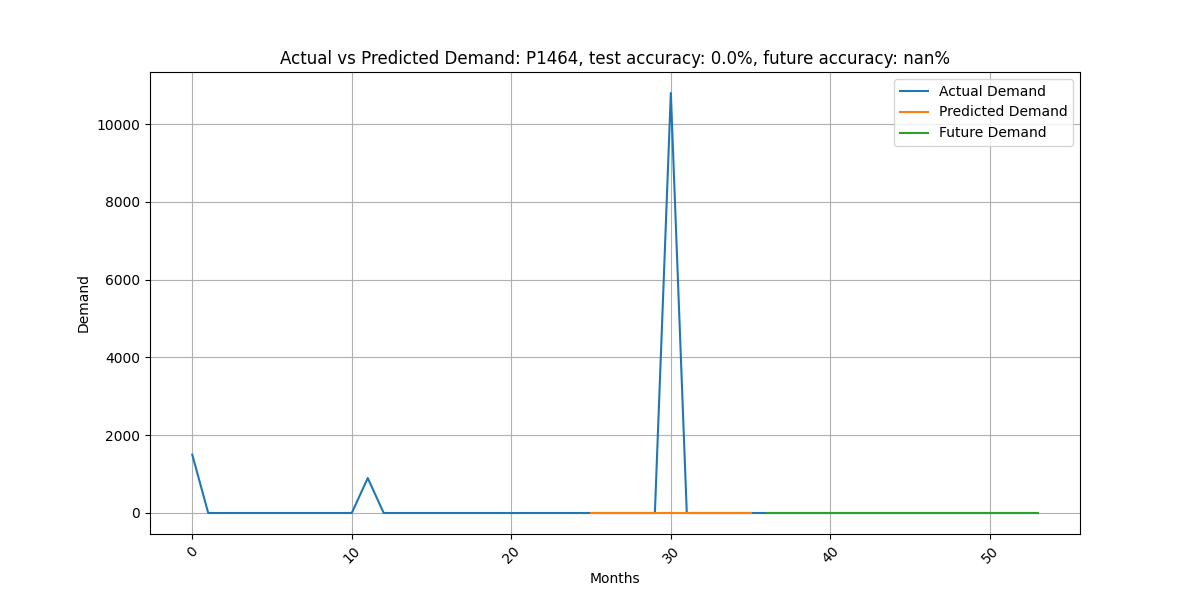 Actual vs Predicted Demand: P1464, test accuracy: 0.0%, future accuracy: nan%
Actual Demand
Predicted Demand
Future Demand
10000
8000
6000
4000
2000
0
Demand
0
10
20
30
40
50
Months